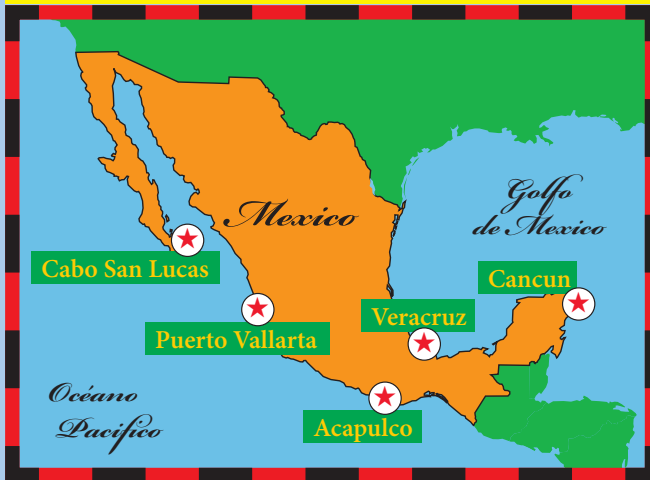 Mexico
Golfo
de Mexico
Cabo San Lucas
Cancun
Puerto Vallarta
Veracruz
Océano
Pacifico
Acapulco